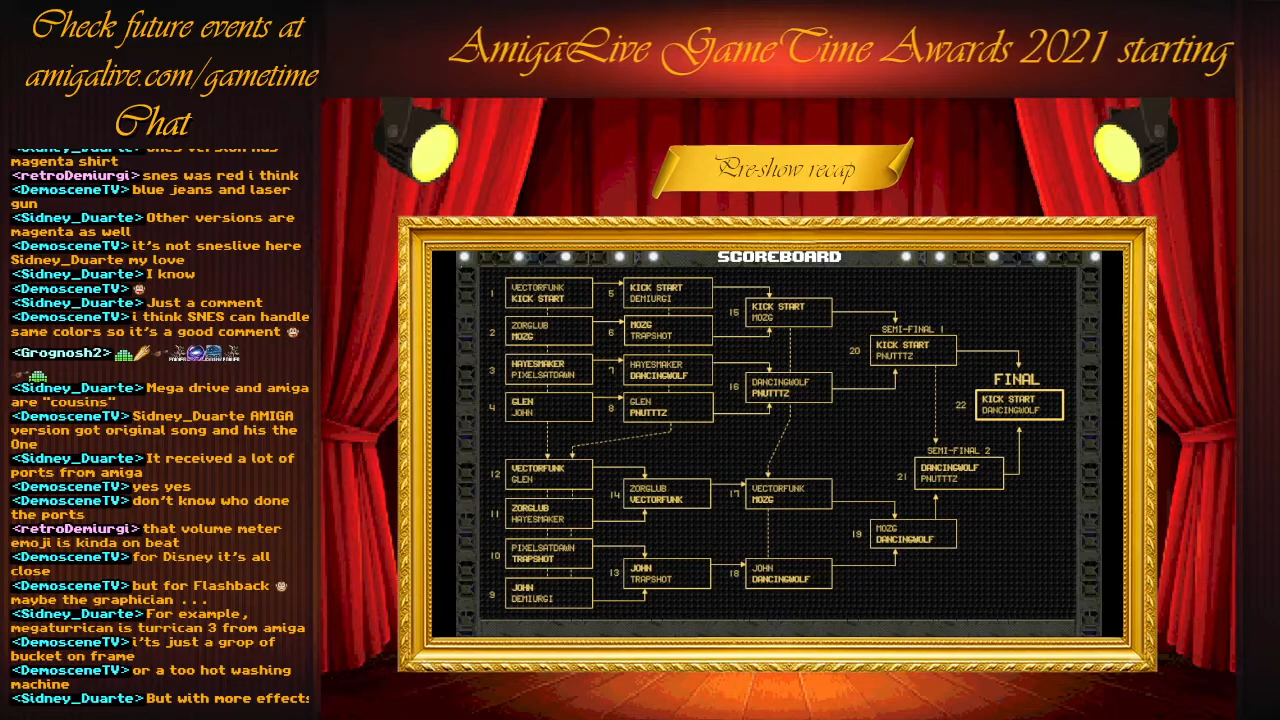 Check future events at
amigalive.com/gametime
Chat
magenta shirt
<retroDemiurgi>snes was red i think
<DemosceneTV>blue jeans and laser
gun
<Sidney_Duarte>Other versions are
magenta as well
<DemosceneTV>it's not sneslive here
Sidney_Duarte my love
<Sidney_Duarte>I know
<DemosceneTV>
<Sidney_Duarte>Just a comment
<DemosceneTV>i think SNES can handle
same colors so it's a good comment
<Grognosh2>
<Sidney_Duarte>Mega drive and amiga
are "cousins"
<DemosceneTV>Sidney_Duarte AMIGA
version got original song and his the
One
<Sidney_Duarte>It received a lot of
ports from amiga
<DemosceneTV>yes yes
<DemosceneTV>don't know who done
the ports
<retroDemiurgi>that volume meter
emoji is kinda on beat
<DemosceneTV>for Disney it's all
close
<DemosceneTV>but for Flashback
maybe the graphician ...
<Sidney_Duarte>For example,
megaturrican is turrican 3 from amiga
<DemosceneTV>i'ts just a grop of
bucket on frame
<DemosceneTV>or a too hot washing
machine
<Sidney_Duarte>But with more effects
AmigaLive GameTime Awards 2021 starting
Pre-show recap
SCOREBOARD
1
VECTORFUNK
KICK START
2
ZORGLUB
MOZG
3
HAYESMAKER
PIXELSATDAWN
4
GLEN
JOHN
5
KICK START
DEMIURGI
6
MOZG
TRAPSHOT
7
HAYESMAKER
DANCINGWOLF
8
GLEN
PNUTTTZ
12
VECTORFUNK
GLEN
11
ZORGLUB
HAYESMAKER
10
PIXELSATDAWN
TRAPSHOT
9
JOHN
DEMIURGI
14
ZORGLUB
VECTORFUNK
13
JOHN
TRAPSHOT
15
KICK START
MOZG
16
DANCINGWOLF
PNUTTTZ
17
VECTORFUNK
MOZG
18
JOHN
DANCINGWOLF
SEMI-FINAL 1
20
KICK START
PNUTTTZ
19
MOZG
DANCINGWOLF
SEMI-FINAL 2
21
DANCINGWOLF
PNUTTTZ
FINAL
22
KICK START
DANCINGWOLF